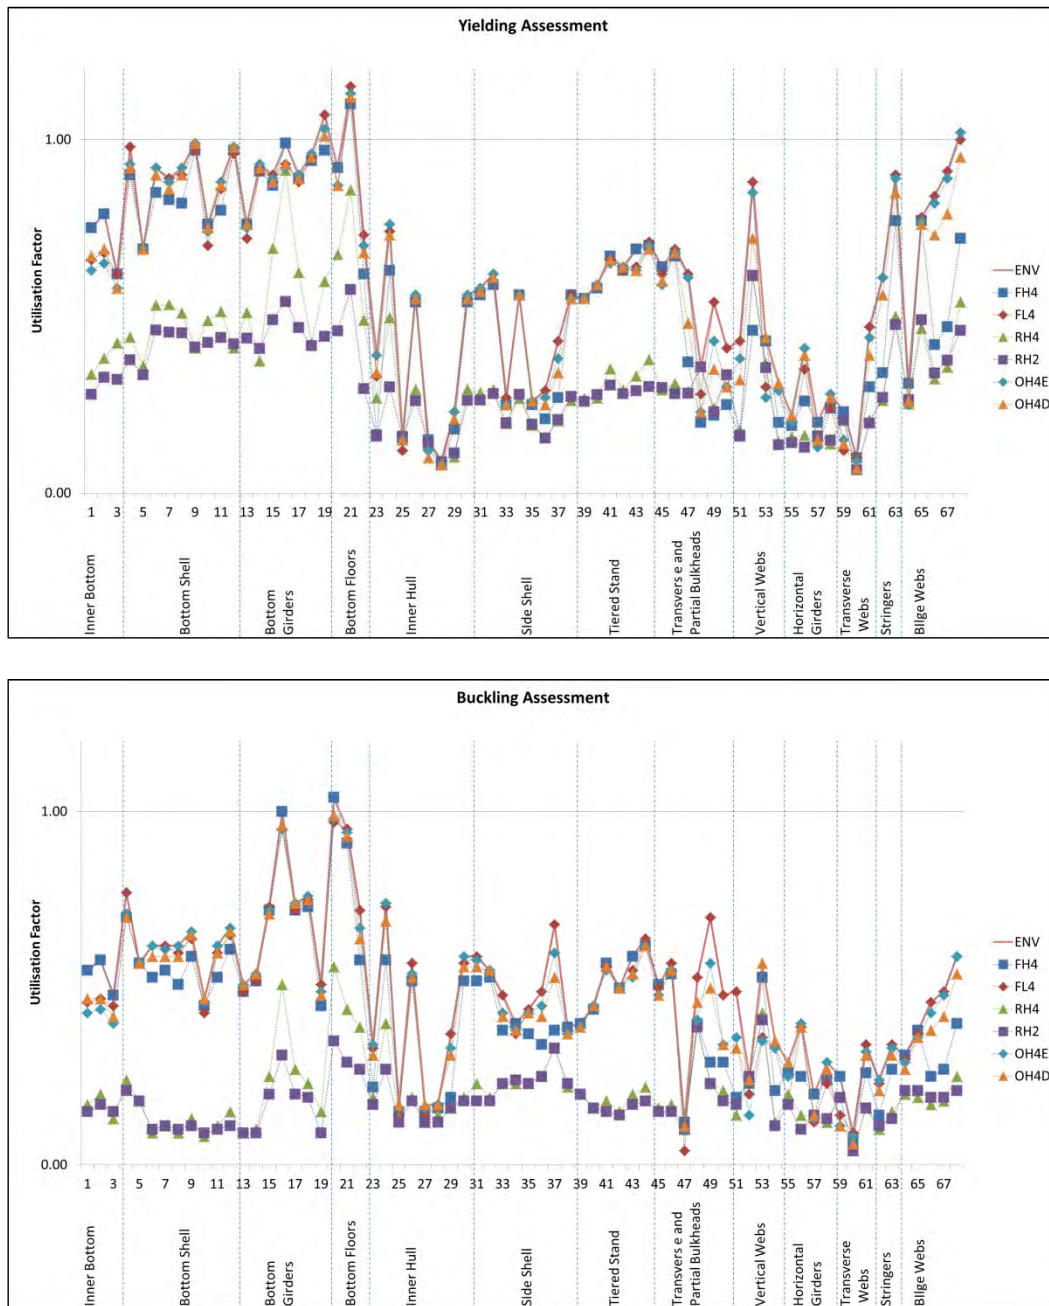 Yielding Assessment
1.00
Utilisation Factor
ENV
FH4
FL4
RH4
RH2
OH4E
OH4D
0.00
1 3 5 7 9 11 13 15 17 19 21 23 25 27 29 31 33 35 37 39 41 43 45 47 49 51 53 55 57 59 61 63 65 67
Inner Bottom
Bottom Shell
Bottom
Girders
Bottom Floors
Inner Hull
SIde Shell
Tiered Stand
Transvers e and
Partial Bulkheads
Vertical Webs
Horizontal
Girders
Transverse
Webs
Stringers
BIlge Webs
Buckling Assessment
1.00
Utilisation Factor
ENV
FH4
FL4
RH4
RH2
OH4E
OH4D
0.00
1 3 5 7 9 11 13 15 17 19 21 23 25 27 29 31 33 35 37 39 41 43 45 47 49 51 53 55 57 59 61 63 65 67
Inner Bottom
Bottom Shell
Bottom
Girders
Bottom Floors
Inner Hull
SIde Shell
Tiered Stand
Transvers e and
Partial Bulkheads
Vertical Webs
Horizontal
Girders
Transverse
Webs
Stringers
BIlge Webs